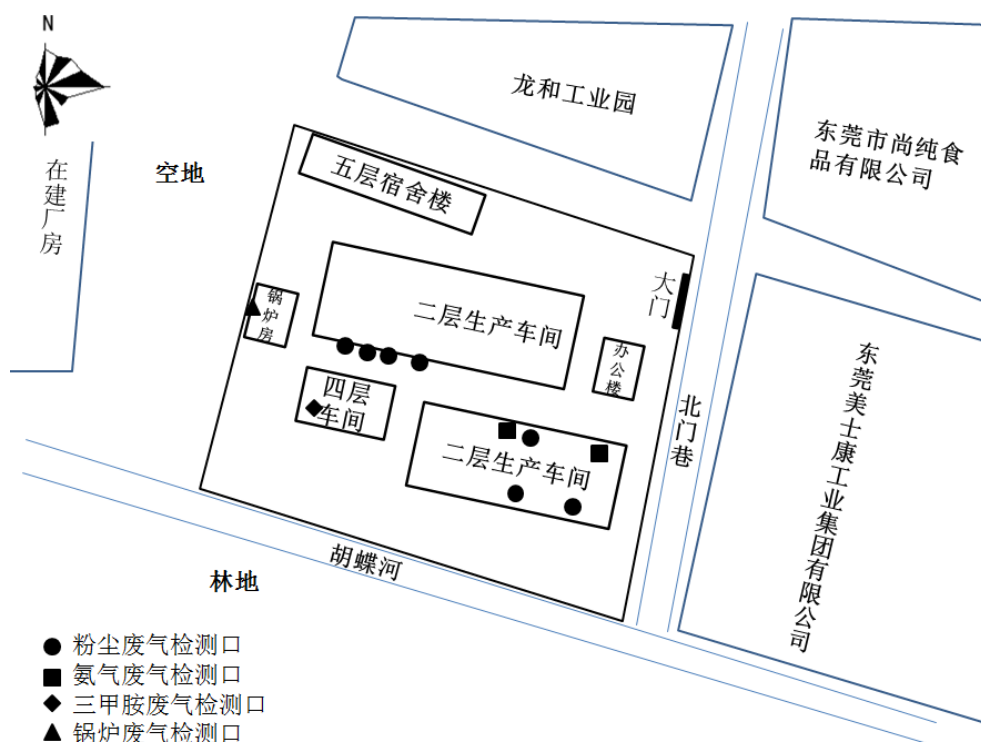 N
龙和工业园
东莞市尚纯食
品有限公司
在建厂房
空地
五层宿舍楼
大门
锅炉房
二层生产车间
办公楼
四层
车间
北门巷
东莞美士康工业集团有限公司
二层生产车间
胡蝶河
林地
粉尘废气检测口
氨气废气检测口
三甲胺废气检测口
锅炉废气检测口